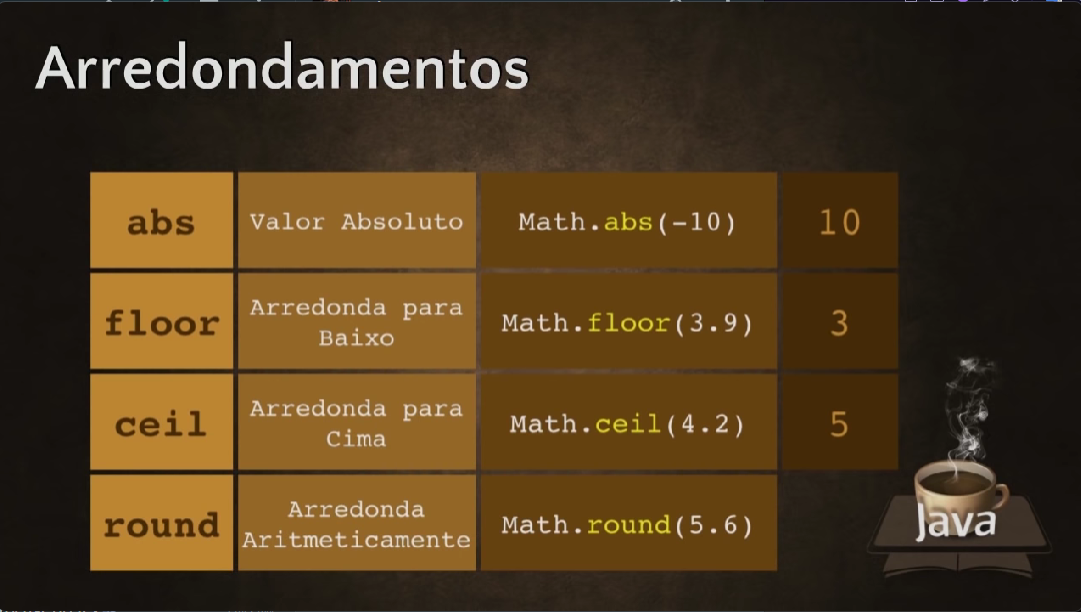 Arredondamentos
abs
Valor Absoluto
Math.abs(-10)
10
floor
Arredonda para
Baixo
Math.floor(3.9)
3
ceil
Arredonda para
Cima
Math.ceil(4.2)
5
round
Arredonda
Aritmeticamente
Math.round(5.6)
Java